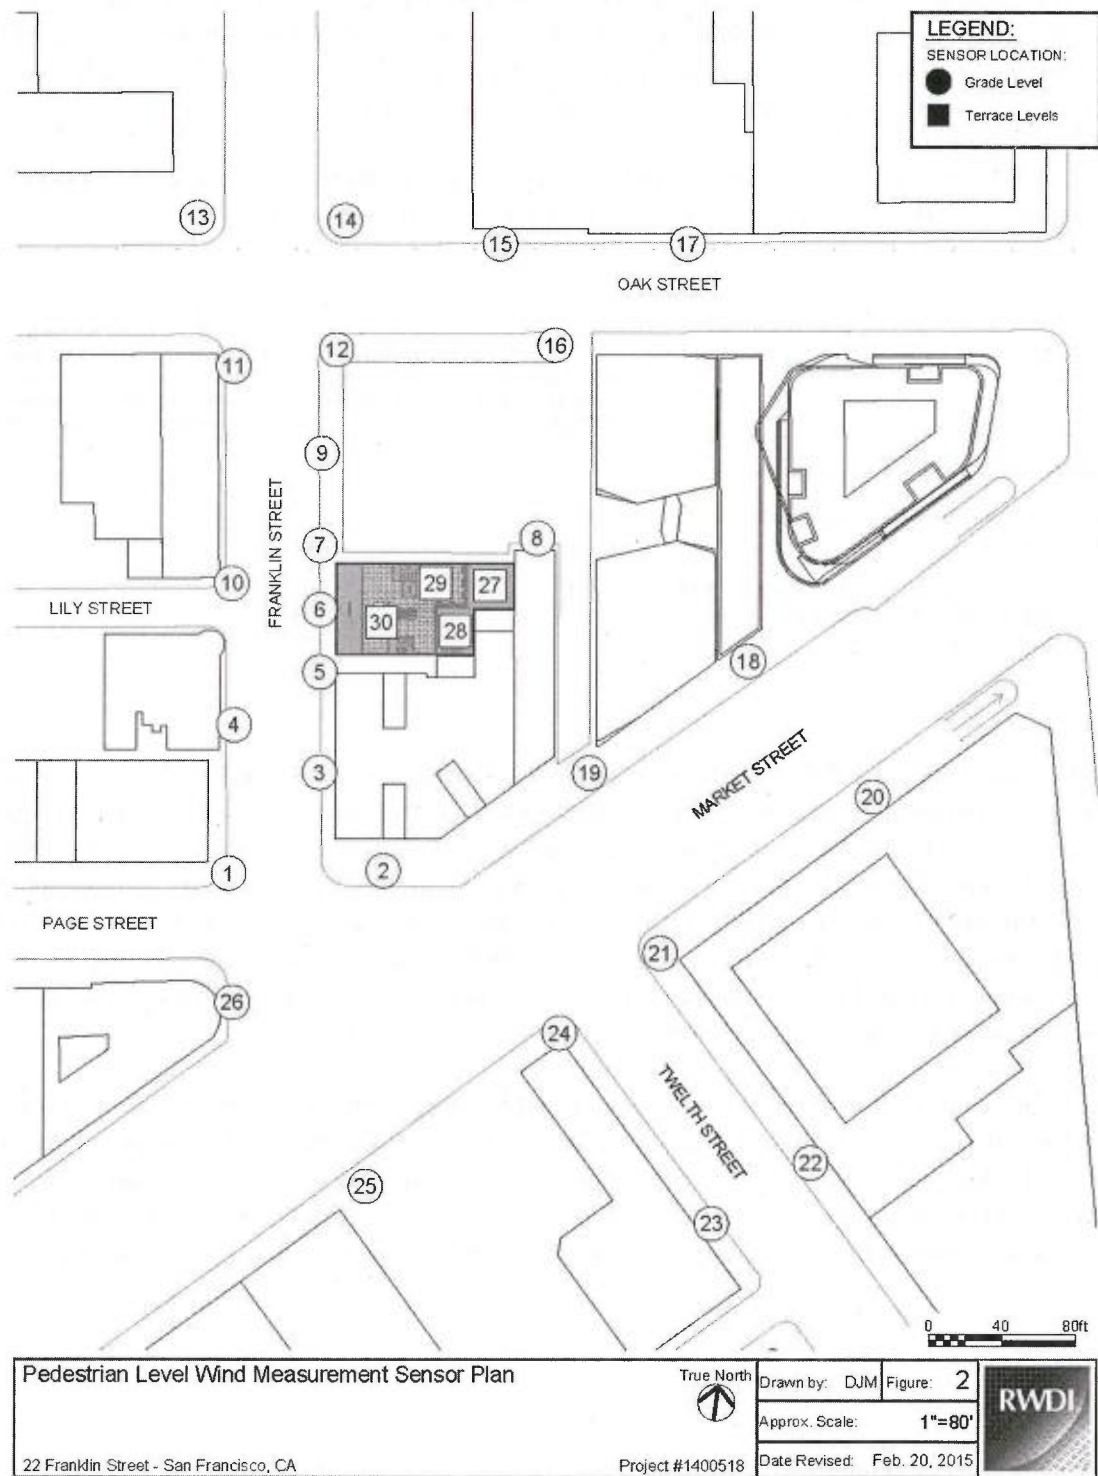 LEGEND:
SENSOR LOCATION:
Grade Level
Terrace Levels
13
14
15
17
OAK STREET
12
16
11
9
FRANKLIN STREET
7
8
10
29
27
LILY STREET
6
30
28
5
18
4
3
19
MARKET STREET
20
1
2
PAGE STREET
21
26
24
TWELTH STREET
22
25
23
0 40 80ft
Pedestrian Level Wind Measurement Sensor Plan
True North
Drawn by: DJM Figure: 2
Approx. Scale: 1"=80'
22 Franklin Street - San Francisco, CA
Project #1400518
Date Revised: Feb. 20, 2015
RWDI